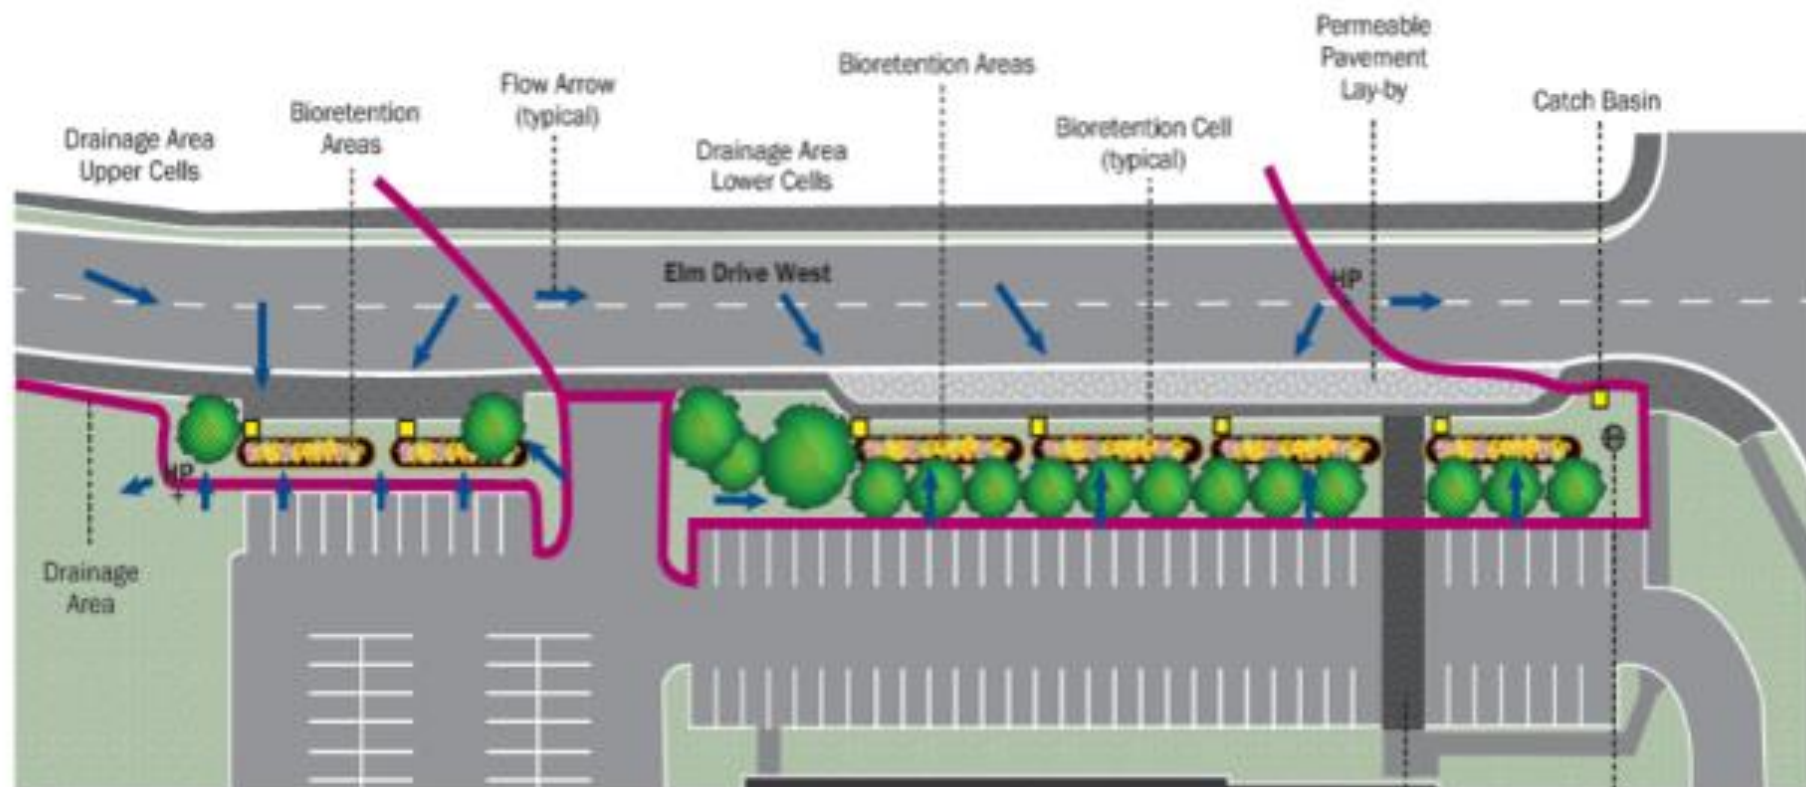 Permeable
Pavement
Lay-by
Bioretention Areas
Flow Arrow
(typical)
Catch Basin
Bioretention
Areas
Bioretention Cell
(typical)
Drainage Area
Upper Cells
Drainage Area
Lower Cells
Elm Drive West
HP
HP
Drainage
Area